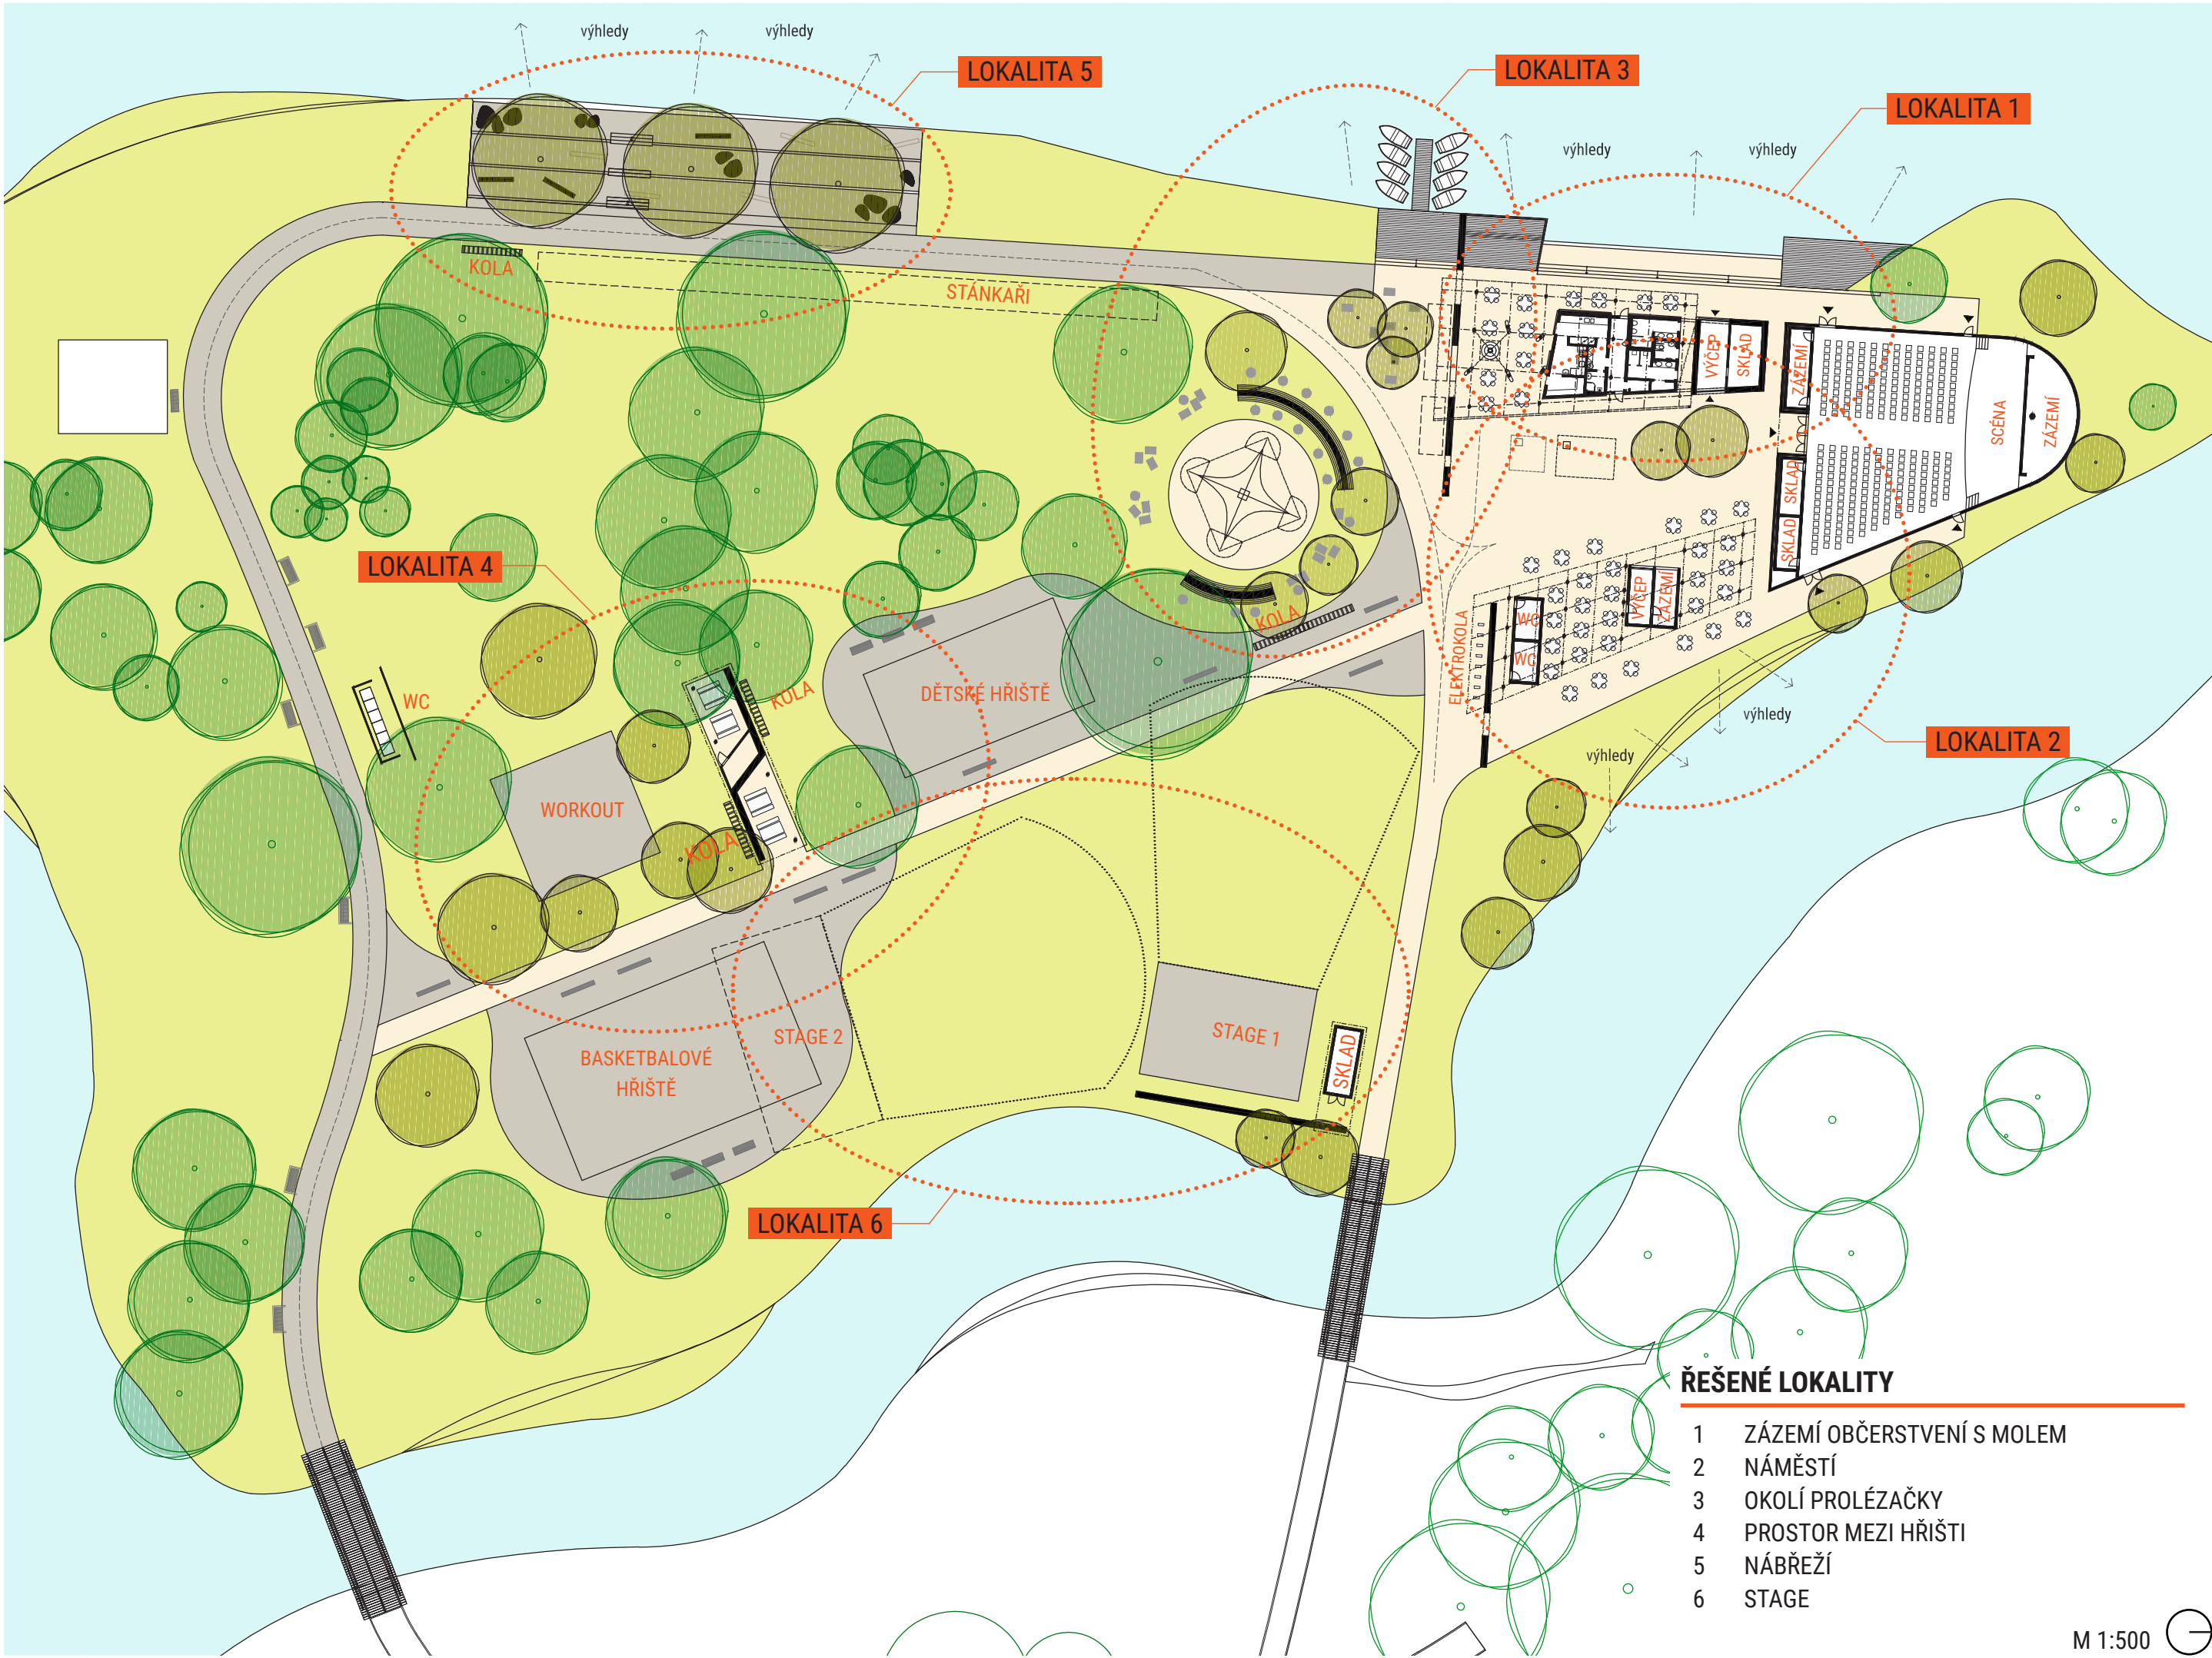 výhledy
výhledy
LOKALITA 5
LOKALITA 3
LOKALITA 1
výhledy
výhledy
KOLA
STÁNKAŘI
VÝČEP
SKLAD
ZÁZEMÍ
SCÉNA
ZÁZEMÍ
SKLAD
SKLAD
LOKALITA 4
WC
KOLA
DĚTSKÉ HŘIŠTĚ
KOLA
ELEKTROKOLA
WC
WC
VÝČEP
ZÁZEMÍ
výhledy
výhledy
LOKALITA 2
WORKOUT
KOLA
STAGE 2
BASKETBALOVÉ
HŘIŠTĚ
STAGE 1
SKLAD
LOKALITA 6
ŘEŠENÉ LOKALITY
1 ZÁZEMÍ OBČERSTVENÍ S MOLEM
2 NÁMĚSTÍ
3 OKOLÍ PROLÉZAČKY
4 PROSTOR MEZI HŘIŠTI
5 NÁBŘEŽÍ
6 STAGE
M 1:500